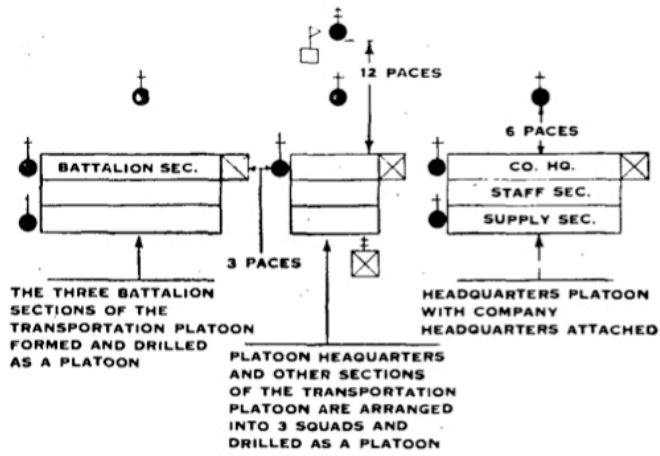 12 PACES
6 PACES
BATTALION SEC.
CO. HQ.
STAFF SEC.
SUPPLY SEC.
3 PACES
THE THREE BATTALION
SECTIONS OF THE
TRANSPORTATION PLATOON
FORMED AND DRILLED
AS A PLATOON
PLATOON HEAQUARTERS
AND OTHER SECTIONS
OF THE TRANSPORTATION
PLATOON ARE ARRANGED
INTO 3 SQUADS AND
DRILLED AS A PLATOON
HEADQUARTERS PLATOON
WITH COMPANY
HEADQUARTERS ATTACHED